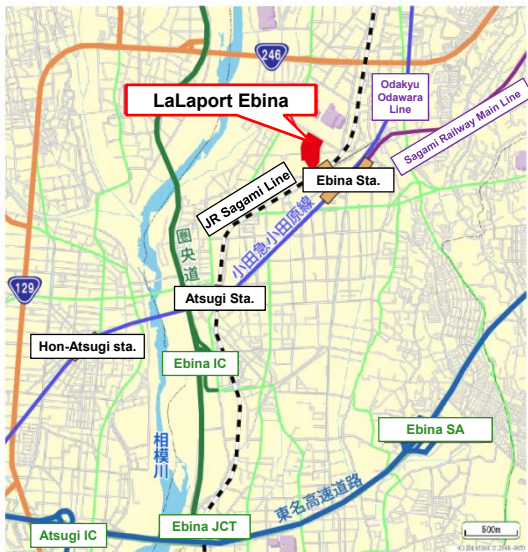 246
LaLaport Ebina
Odakyu
Odawara
Line
Sagami Railway Main Line
JR Sagami Line
Ebina Sta.
小田急小田原線
圏央道
129
Atsugi Sta.
Hon-Atsugi sta.
Ebina IC
Ebina SA
相模川
東名高速道路
Ebina JCT
Atsugi IC
500m